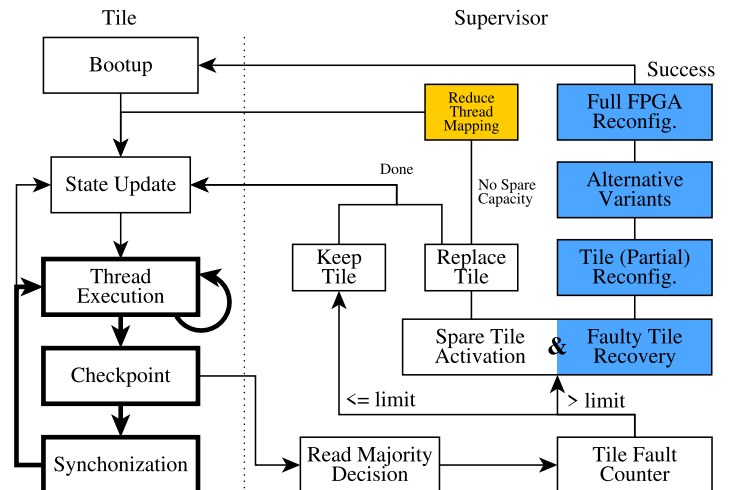 Tile
Supervisor
Bootup
Success
Reduce
Thread
Mapping
Full FPGA
Reconfig.
State Update
Done
No Spare
Capacity
Alternative
Variants
Keep
Tile
Replace
Tile
Tile (Partial)
Reconfig.
Thread
Execution
Spare Tile
Activation
&
Faulty Tile
Recovery
Checkpoint
<= limit
> limit
Synchonization
Read Majority
Decision
Tile Fault
Counter